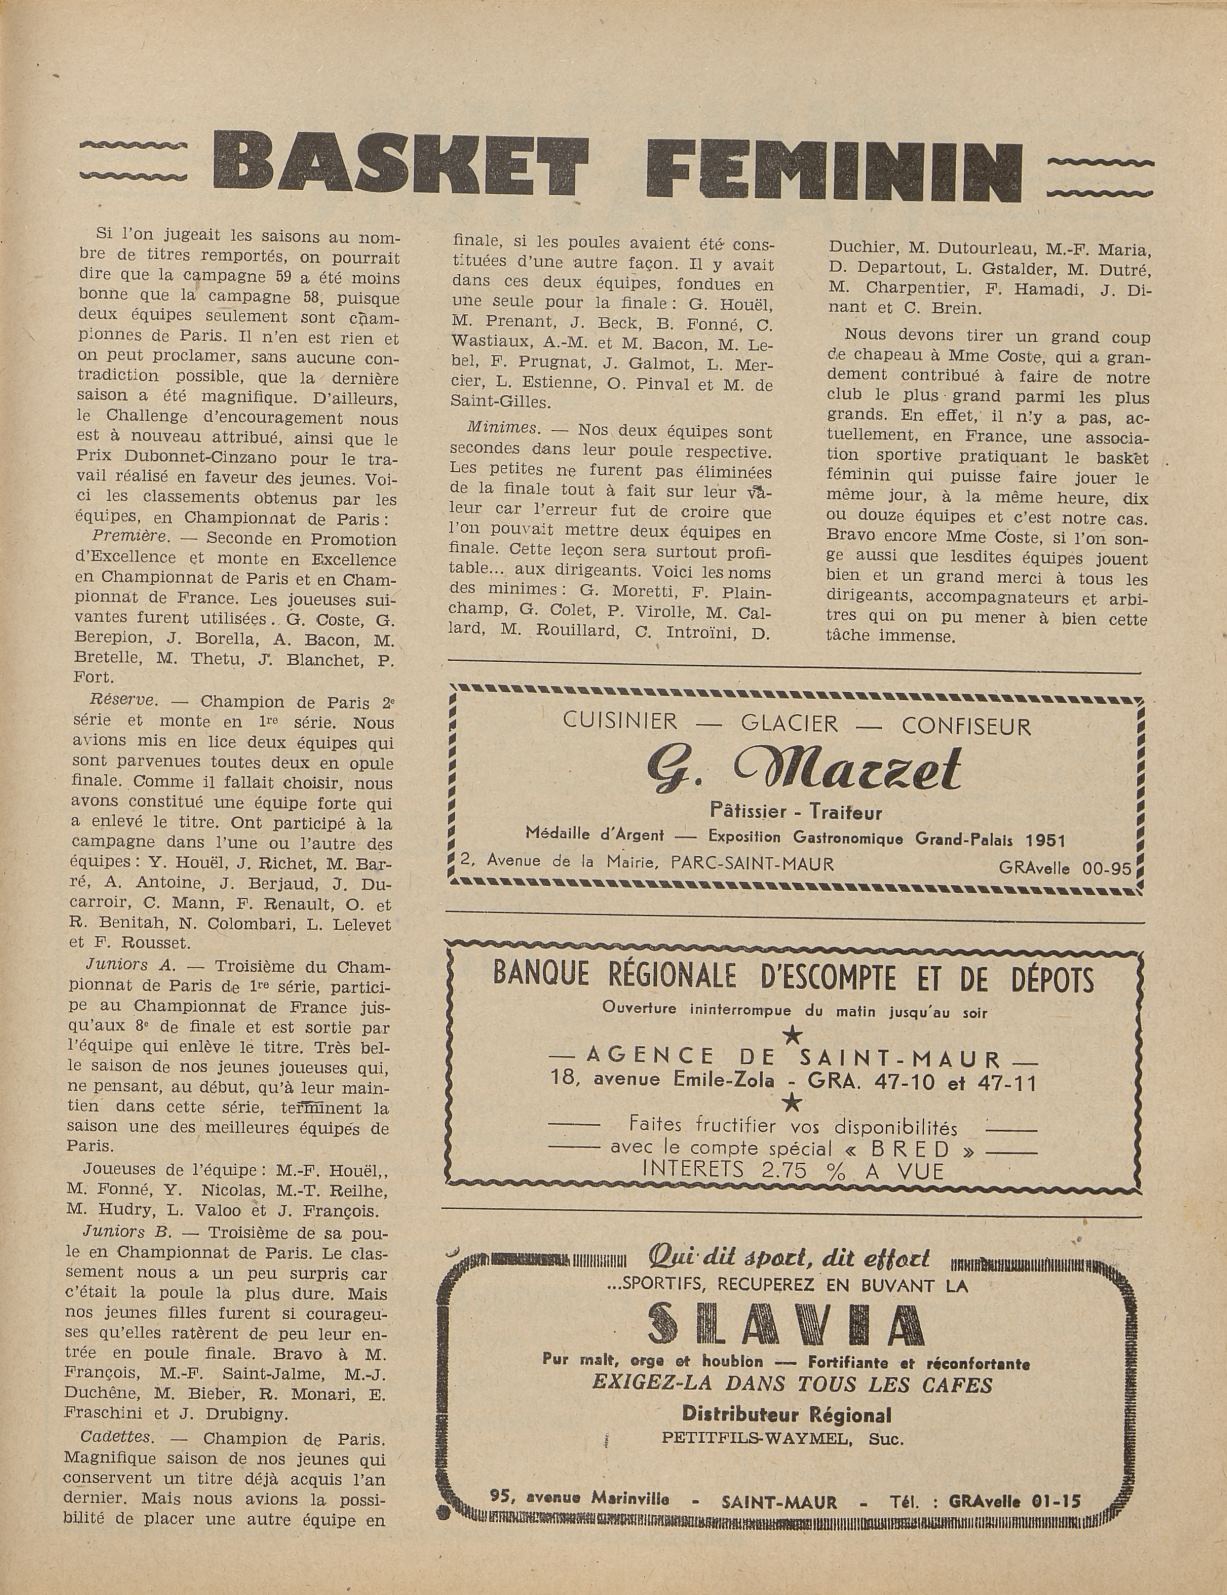 BASKET FEMININ
Si l'on jugeait les saisons au nom-
bre de titres remportés, on pourrait
dire que la campagne 59 a été moins
bonne que la campagne 58, puisque
deux équipes seulement sont cham-
pionnes de Paris. Il n'en est rien et
on peut proclamer, sans aucune con-
tradiction possible, que la dernière
saison a été magnifique. D'ailleurs,
le Challenge d'encouragement nous
est à nouveau attribué, ainsi que le
Prix Dubonnet-Cinzano pour le tra-
vail réalisé en faveur des jeunes. Voi-
ci les classements obtenus par les
équipes, en Championnat de Paris :
Première. — Seconde en Promotion
d'Excellence et monte en Excellence
en Championnat de Paris et en Cham-
pionnat de France. Les joueuses sui-
vantes furent utilisées . G. Coste, G.
Berepion, J. Borella, A. Bacon, M.
Bretelle, M. Thetu, J. Blanchet, P.
Fort.
Réserve. — Champion de Paris 2e
série et monte en 1re série. Nous
avions mis en lice deux équipes qui
sont parvenues toutes deux en opule
finale. Comme il fallait choisir, nous
avons constitué une équipe forte qui
a enlevé le titre. Ont participé à la
campagne dans l'une ou l'autre des
équipes : Y. Houël, J. Richet, M. Bar-
ré, A. Antoine, J. Berjaud, J. Du-
carroir, C. Mann, F. Renault, O. et
R. Benitah, N. Colombari, L. Lelevet
et F. Rousset.
Juniors A. — Troisième du Cham-
pionnat de Paris de 1re série, partici-
pe au Championnat de France jus-
qu'aux 8e de finale et est sortie par
l'équipe qui enlève le titre. Très bel-
le saison de nos jeunes joueuses qui,
ne pensant, au début, qu'à leur main-
tien dans cette série, terminent la
saison une des meilleures équipes de
Paris.
Joueuses de l'équipe : M.-F. Houël,,
M. Fonné, Y. Nicolas, M.-T. Reilhe,
M. Hudry, L. Valoo et J. François.
Juniors B. — Troisième de sa pou-
le en Championnat de Paris. Le clas-
sement nous a un peu surpris car
c'était la poule la plus dure. Mais
nos jeunes filles furent si courageu-
ses qu'elles ratèrent de peu leur en-
trée en poule finale. Bravo à M.
François, M.-F. Saint-Jalme, M.-J.
Duchêne, M. Bieber, R. Monari, E.
Fraschini et J. Drubigny.
Cadettes. — Champion de Paris.
Magnifique saison de nos jeunes qui
conservent un titre déjà acquis l'an
dernier. Mais nous avions la possi-
bilité de placer une autre équipe en
finale, si les poules avaient été cons-
tituées d'une autre façon. Il y avait
dans ces deux équipes, fondues en
une seule pour la finale : G. Houël,
M. Prenant, J. Beck, B. Fonné, C.
Wastiaux, A.-M. et M. Bacon, M. Le-
bel, F. Prugnat, J. Galmot, L. Mer-
cier, L. Estienne, O. Pinval et M. de
Saint-Gilles.
Minimes. — Nos deux équipes sont
secondes dans leur poule respective.
Les petites ne furent pas éliminées
de la finale tout à fait sur leur va-
leur car l'erreur fut de croire que
l'on pouvait mettre deux équipes en
finale. Cette leçon sera surtout profi-
table... aux dirigeants. Voici les noms
des minimes : G. Moretti, F. Plain-
champ, G. Colet, P. Virolle, M. Cal-
lard, M. Rouillard, C. Introïni, D.
Duchier, M. Dutourleau, M.-F. Maria,
D. Departout, L. Gstalder, M. Dutré,
M. Charpentier, F. Hamadi, J. Di-
nant et C. Brein.
Nous devons tirer un grand coup
de chapeau à Mme Coste, qui a gran-
dement contribué à faire de notre
club le plus grand parmi les plus
grands. En effet, il n'y a pas, ac-
tuellement, en France, une associa-
tion sportive pratiquant le basket
féminin qui puisse faire jouer le
même jour, à la même heure, dix
ou douze équipes et c'est notre cas.
Bravo encore Mme Coste, si l'on son-
ge aussi que lesdites équipes jouent
bien et un grand merci à tous les
dirigeants, accompagnateurs et arbi-
tres qui on pu mener à bien cette
tâche immense.
CUISINIER — GLACIER — CONFISEUR
G. Marzet
Pâtissier - Traiteur
Médaille d'Argent — Exposition Gastronomique Grand-Palais 1951
2, Avenue de la Mairie, PARC-SAINT-MAUR GRAvelle 00-95
BANQUE RÉGIONALE D'ESCOMPTE ET DE DÉPOTS
Ouverture ininterrompue du matin jusqu'au soir
★
— AGENCE DE SAINT-MAUR —
18, avenue Emile-Zola - GRA. 47-10 et 47-11
★
Faites fructifier vos disponibilités
avec le compte spécial « BRED »
INTERETS 2.75 % A VUE
Qui dit sport, dit effort
...SPORTIFS, RECUPEREZ EN BUVANT LA
SLAVIA
Pur malt, orge et houblon — Fortifiante et réconfortante
EXIGEZ-LA DANS TOUS LES CAFES
Distributeur Régional
PETITFILS-WAYMEL, Suc.
95, avenue Marinville - SAINT-MAUR - Tél. : GRAvelle 01-15